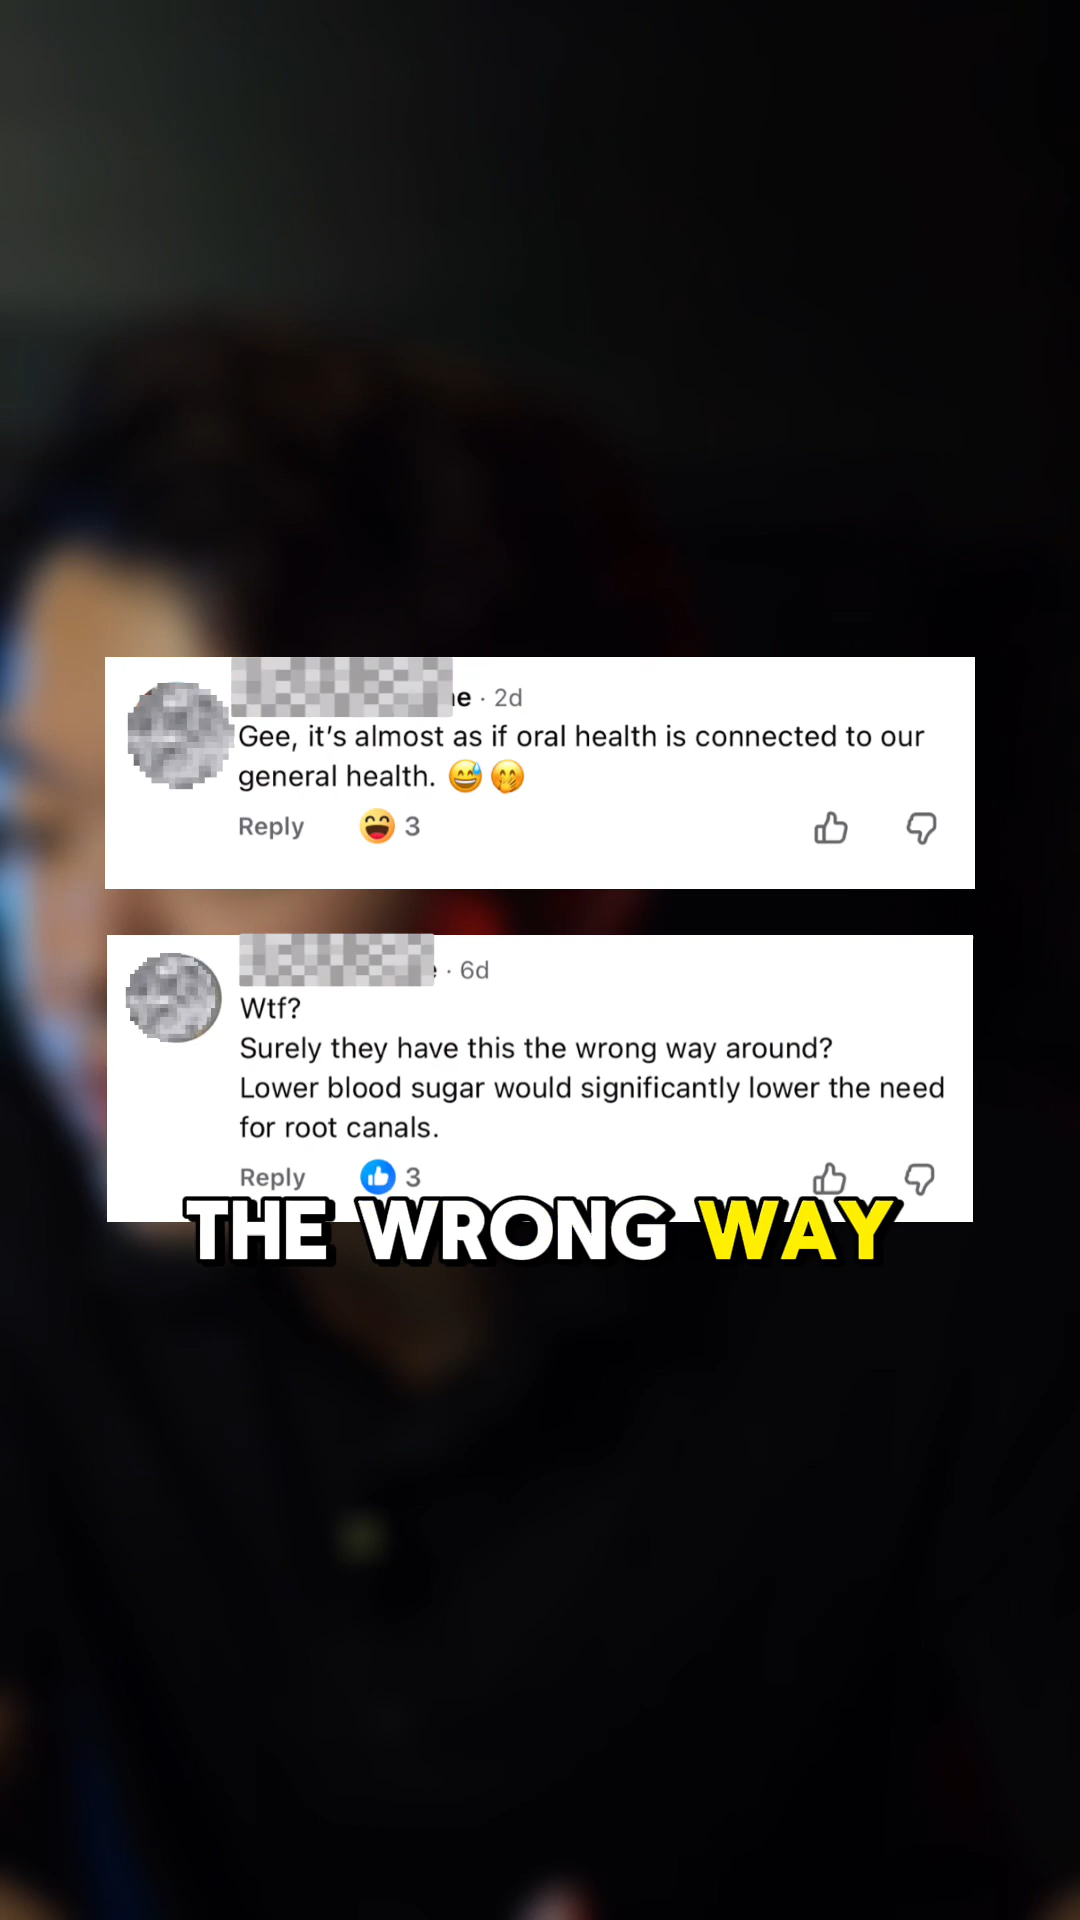 · 2d
Gee, it’s almost as if oral health is connected to our
general health. 😅 🤭
Reply 😄 3
· 6d
Wtf?
Surely they have this the wrong way around?
Lower blood sugar would significantly lower the need
for root canals.
Reply 👍 3
THE WRONG WAY